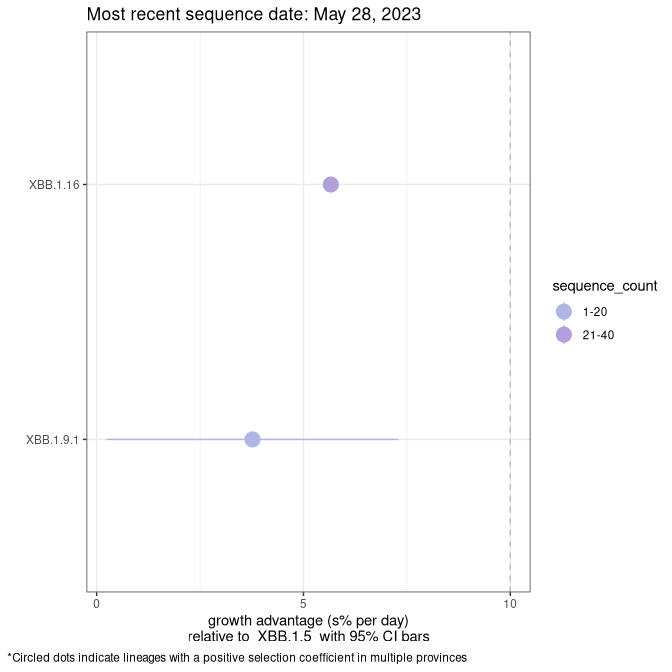 Most recent sequence date: May 28, 2023
XBB.1.16
XBB.1.9.1
0
5
10
growth advantage (s% per day)
relative to XBB.1.5 with 95% CI bars
sequence_count
1-20
21-40
*Circled dots indicate lineages with a positive selection coefficient in multiple provinces